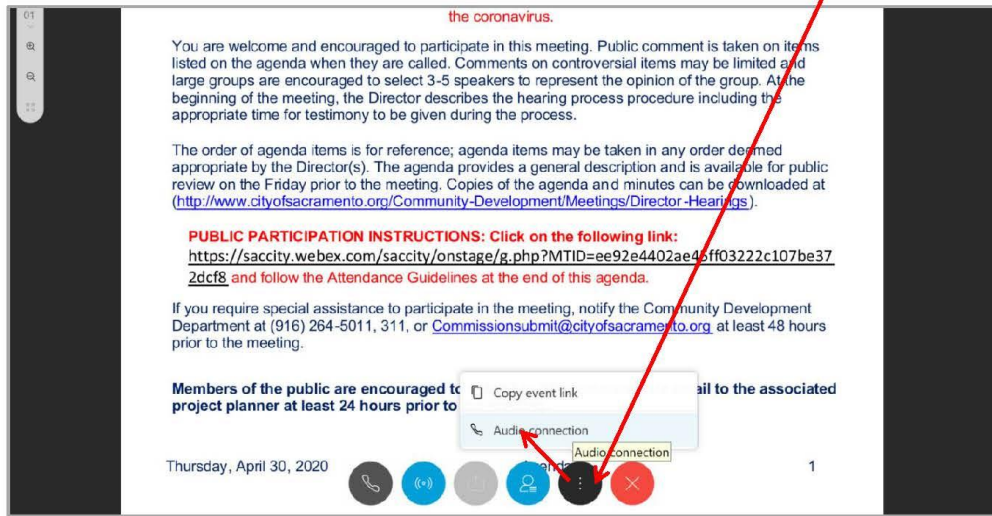 01
the coronavirus.
You are welcome and encouraged to participate in this meeting. Public comment is taken on items
listed on the agenda when they are called. Comments on controversial items may be limited and
large groups are encouraged to select 3-5 speakers to represent the opinion of the group. At the
beginning of the meeting, the Director describes the hearing process procedure including the
appropriate time for testimony to be given during the process.
The order of agenda items is for reference; agenda items may be taken in any order deemed
appropriate by the Director(s). The agenda provides a general description and is available for public
review on the Friday prior to the meeting. Copies of the agenda and minutes can be downloaded at
(http://www.cityofsacramento.org/Community-Development/Meetings/Director-Hearings).
PUBLIC PARTICIPATION INSTRUCTIONS: Click on the following link:
https://saccity.webex.com/saccity/onstage/g.php?MTID=ee92e4402ae45ff03222c107be37
2dcf8 and follow the Attendance Guidelines at the end of this agenda.
If you require special assistance to participate in the meeting, notify the Community Development
Department at (916) 264-5011, 311, or Commissionsubmit@cityofsacramento.org at least 48 hours
prior to the meeting.
Members of the public are encouraged to ail to the associated
project planner at least 24 hours prior to
Copy event link
Audio connection
Audio connection
Thursday, April 30, 2020 1